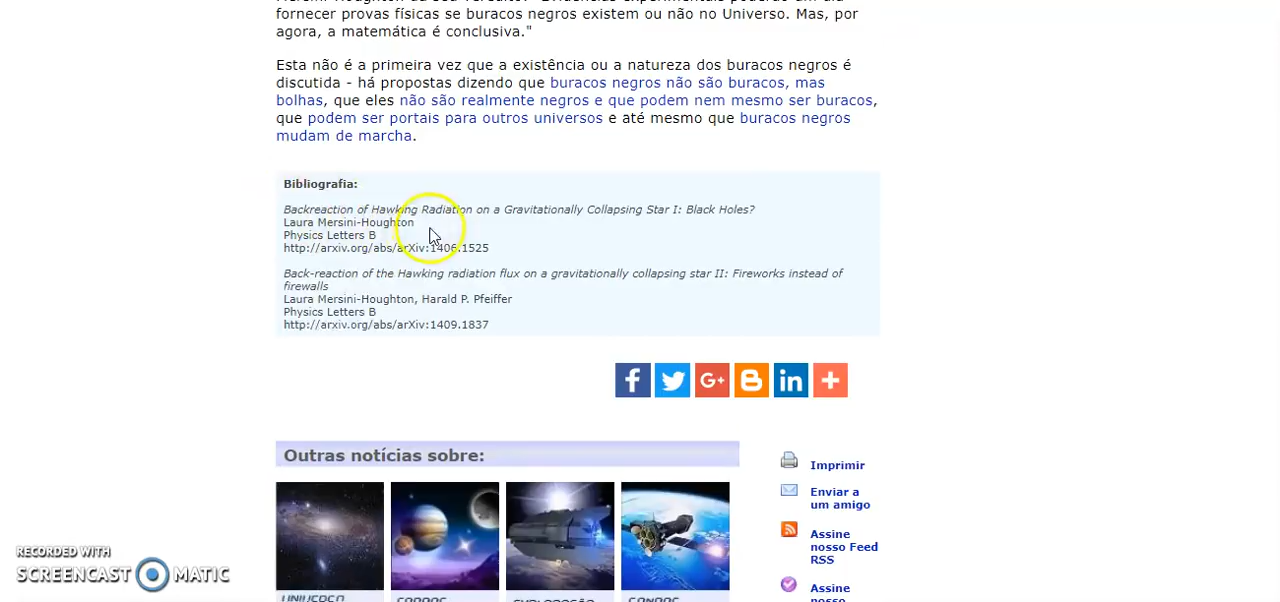 fornecer provas físicas se buracos negros existem ou não no Universo. Mas, por
agora, a matemática é conclusiva."
Esta não é a primeira vez que a existência ou a natureza dos buracos negros é
discutida - há propostas dizendo que buracos negros não são buracos, mas
bolhas, que eles não são realmente negros e que podem nem mesmo ser buracos,
que podem ser portais para outros universos e até mesmo que buracos negros
mudam de marcha.
Bibliografia:
Backreaction of Hawking Radiation on a Gravitationally Collapsing Star I: Black Holes?
Laura Mersini-Houghton
Physics Letters B
http://arxiv.org/abs/arXiv:1406.1525
Back-reaction of the Hawking radiation flux on a gravitationally collapsing star II: Fireworks instead of
firewalls
Laura Mersini-Houghton, Harald P. Pfeiffer
Physics Letters B
http://arxiv.org/abs/arXiv:1409.1837
f G+ B in +
Outras notícias sobre:
Imprimir
Enviar a
um amigo
Assine
nosso Feed
RSS
Assine
RECORDED WITH
SCREENCAST MATIC